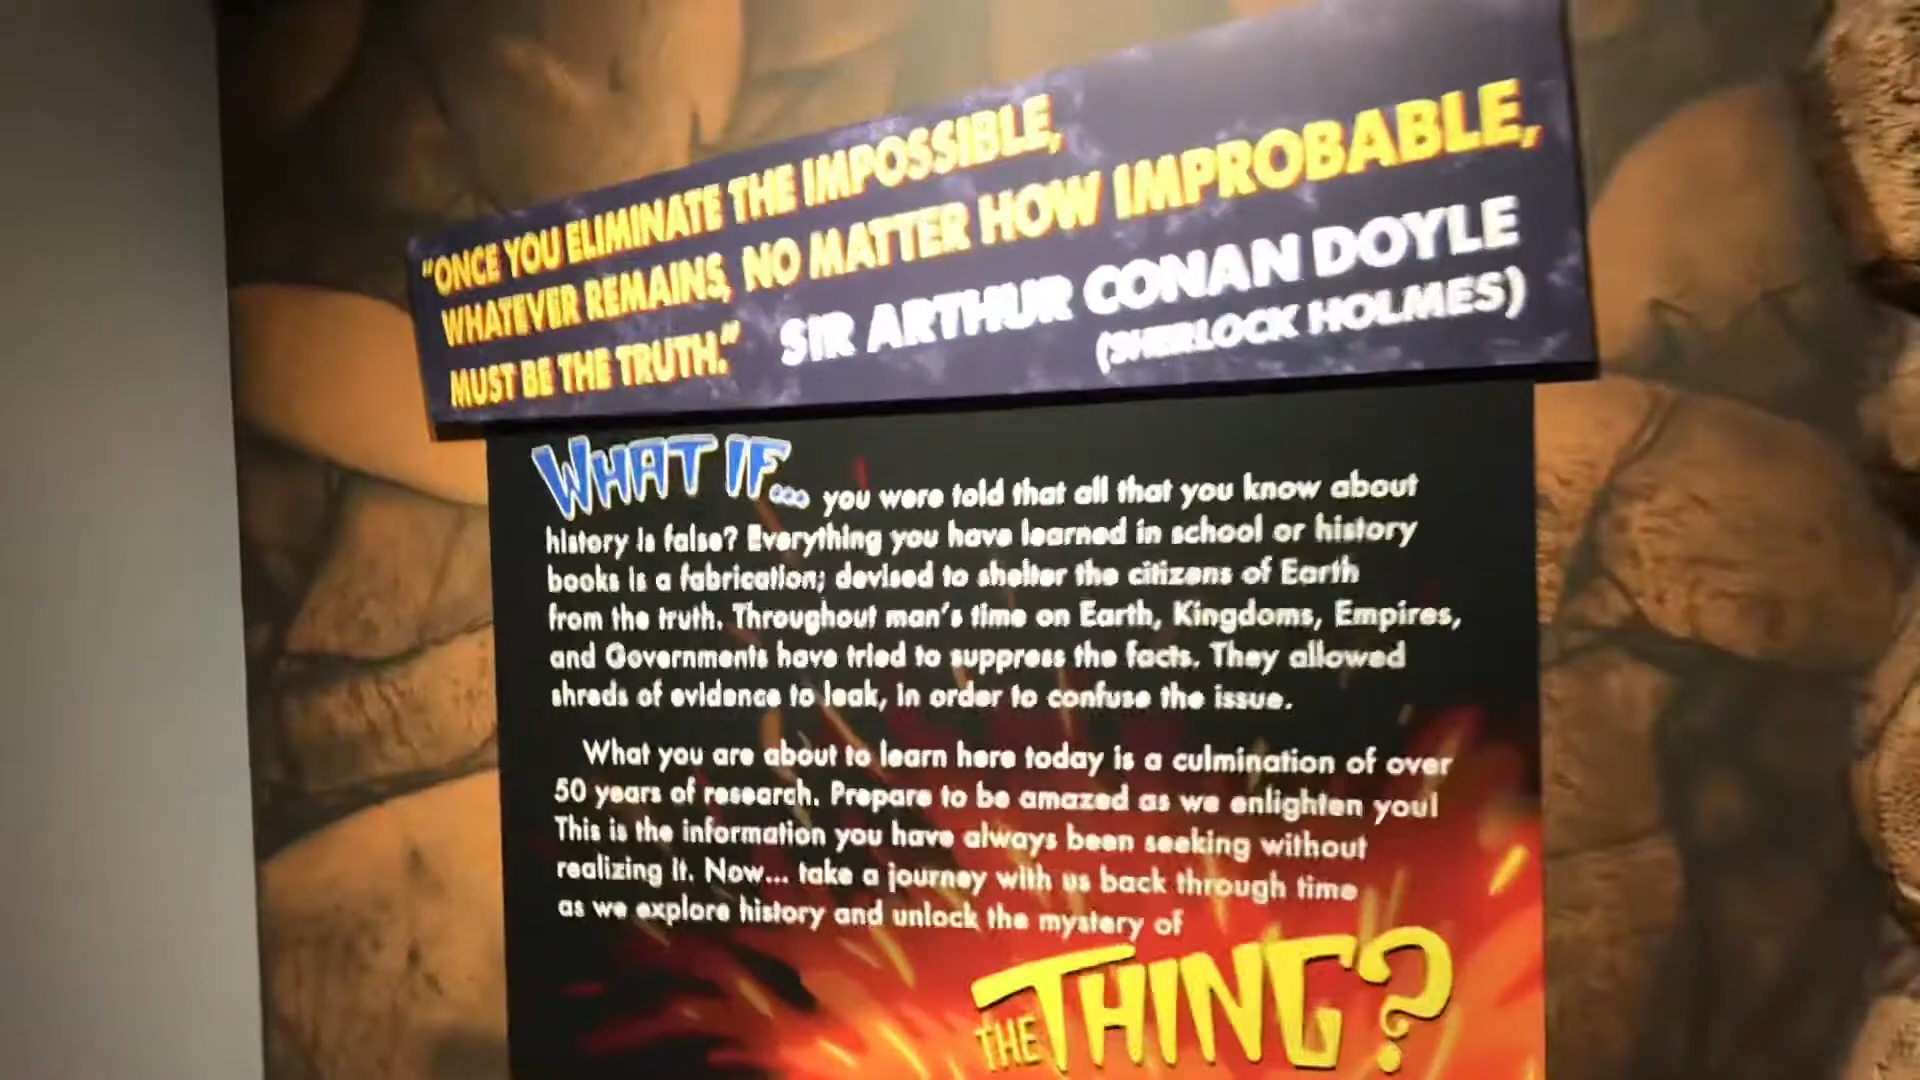 “ONCE YOU ELIMINATE THE IMPOSSIBLE,
WHATEVER REMAINS, NO MATTER HOW IMPROBABLE,
MUST BE THE TRUTH.” SIR ARTHUR CONAN DOYLE
(SHERLOCK HOLMES)
WHAT IF... you were told that all that you know about
history is false? Everything you have learned in school or history
books is a fabrication; devised to shelter the citizens of Earth
from the truth. Throughout man's time on Earth, Kingdoms, Empires,
and Governments have tried to suppress the facts. They allowed
shreds of evidence to leak, in order to confuse the issue.
What you are about to learn here today is a culmination of over
50 years of research. Prepare to be amazed as we enlighten you!
This is the information you have always been seeking without
realizing it. Now... take a journey with us back through time
as we explore history and unlock the mystery of
THE THING?